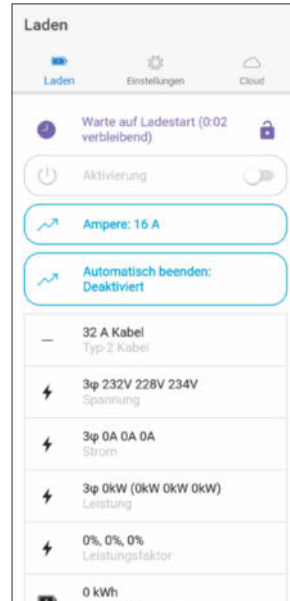 Laden
Laden
Einstellungen
Cloud
Warte auf Ladestart (0:02
verbleibend)
Aktivierung
Ampere: 16 A
Automatisch beenden:
Deaktiviert
32 A Kabel
Typ-2 Kabel
3φ 232V 228V 234V
Spannung
3φ 0A 0A 0A
Strom
3φ 0kW (0kW 0kW 0kW)
Leistung
0%, 0%, 0%
Leistungsfaktor
0 kWh